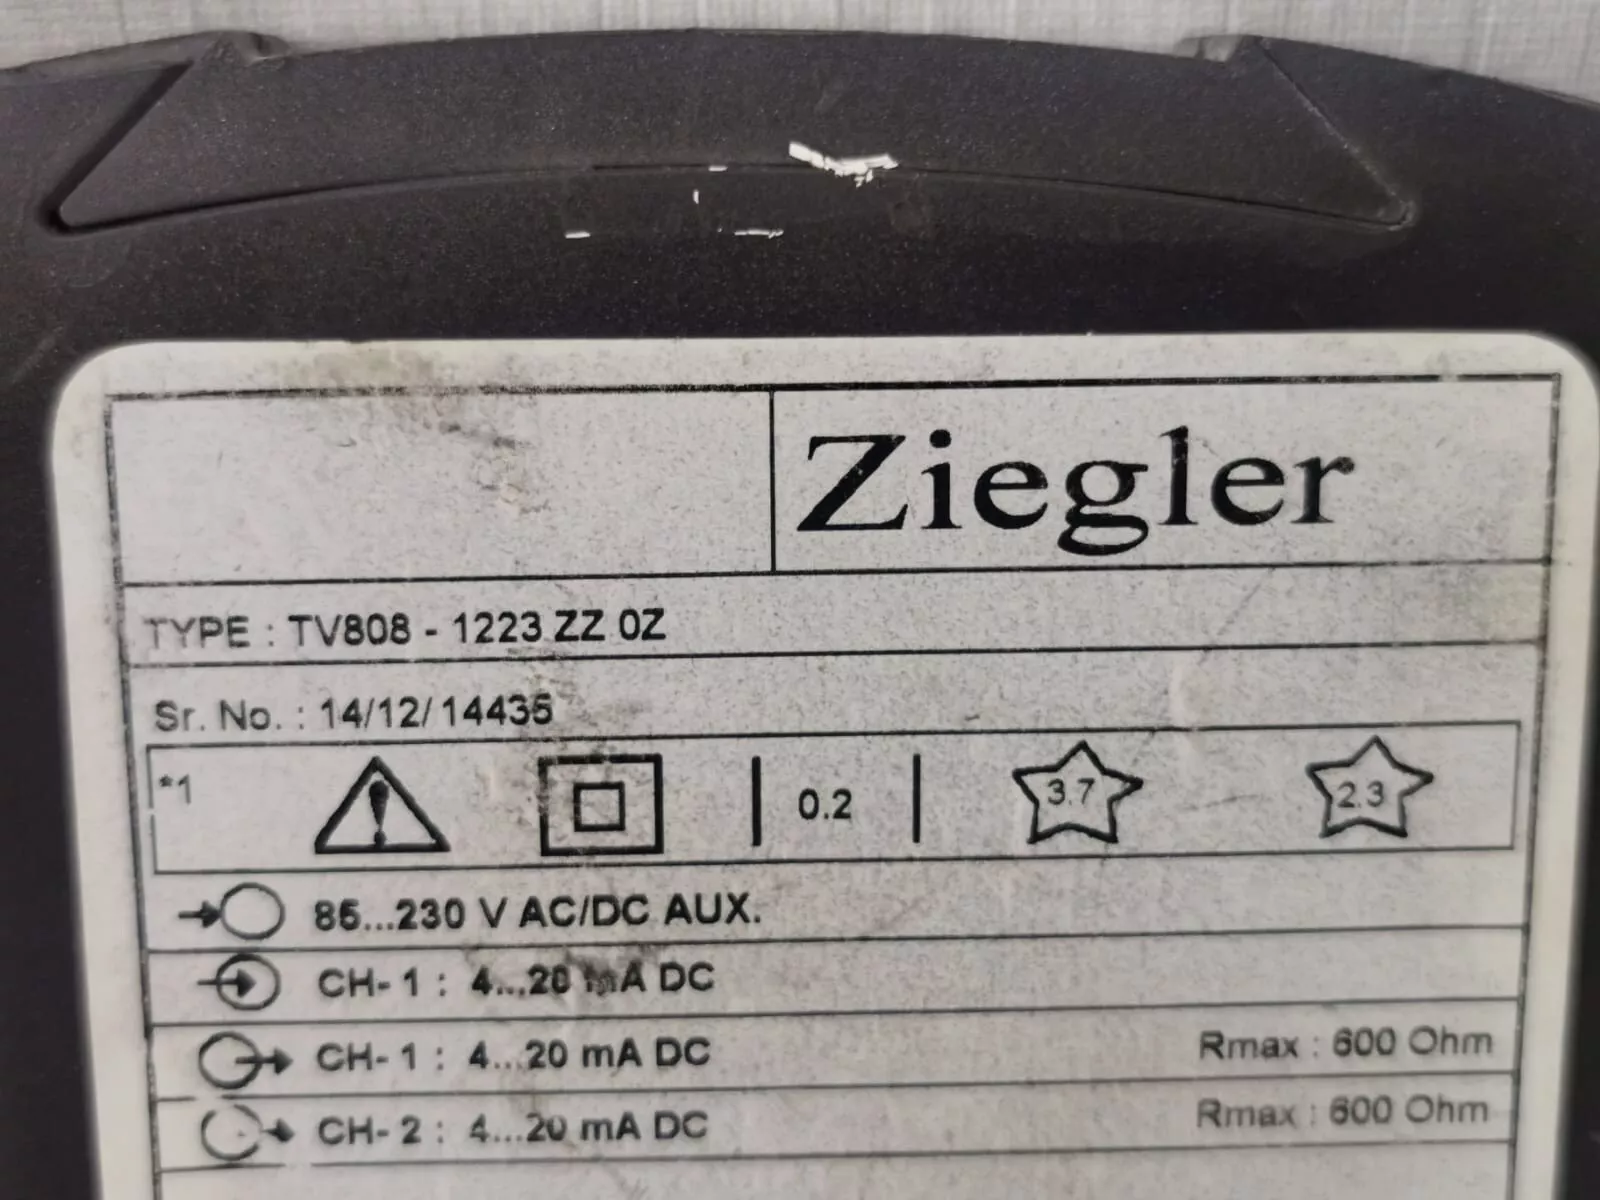 Ziegler
TYPE : TV808 - 1223 ZZ 0Z
Sr. No. : 14/12/14435
*1 0.2 3.7 2.3
85...230 V AC/DC AUX.
CH- 1 : 4...20 mA DC
CH- 1 : 4...20 mA DC Rmax : 600 Ohm
CH- 2 : 4...20 mA DC Rmax : 600 Ohm